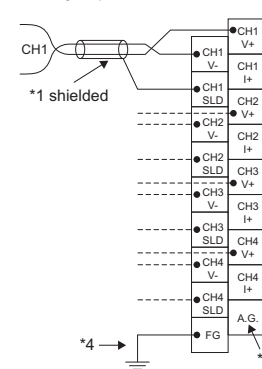 CH1
*1 shielded
CH1
V+
CH1
V-
CH1
I+
CH1
SLD
CH2
V+
CH2
V-
CH2
I+
CH2
SLD
CH3
V+
CH3
V-
CH3
I+
CH3
SLD
CH4
V+
CH4
V-
CH4
I+
CH4
SLD
A.G.
*4
FG
*